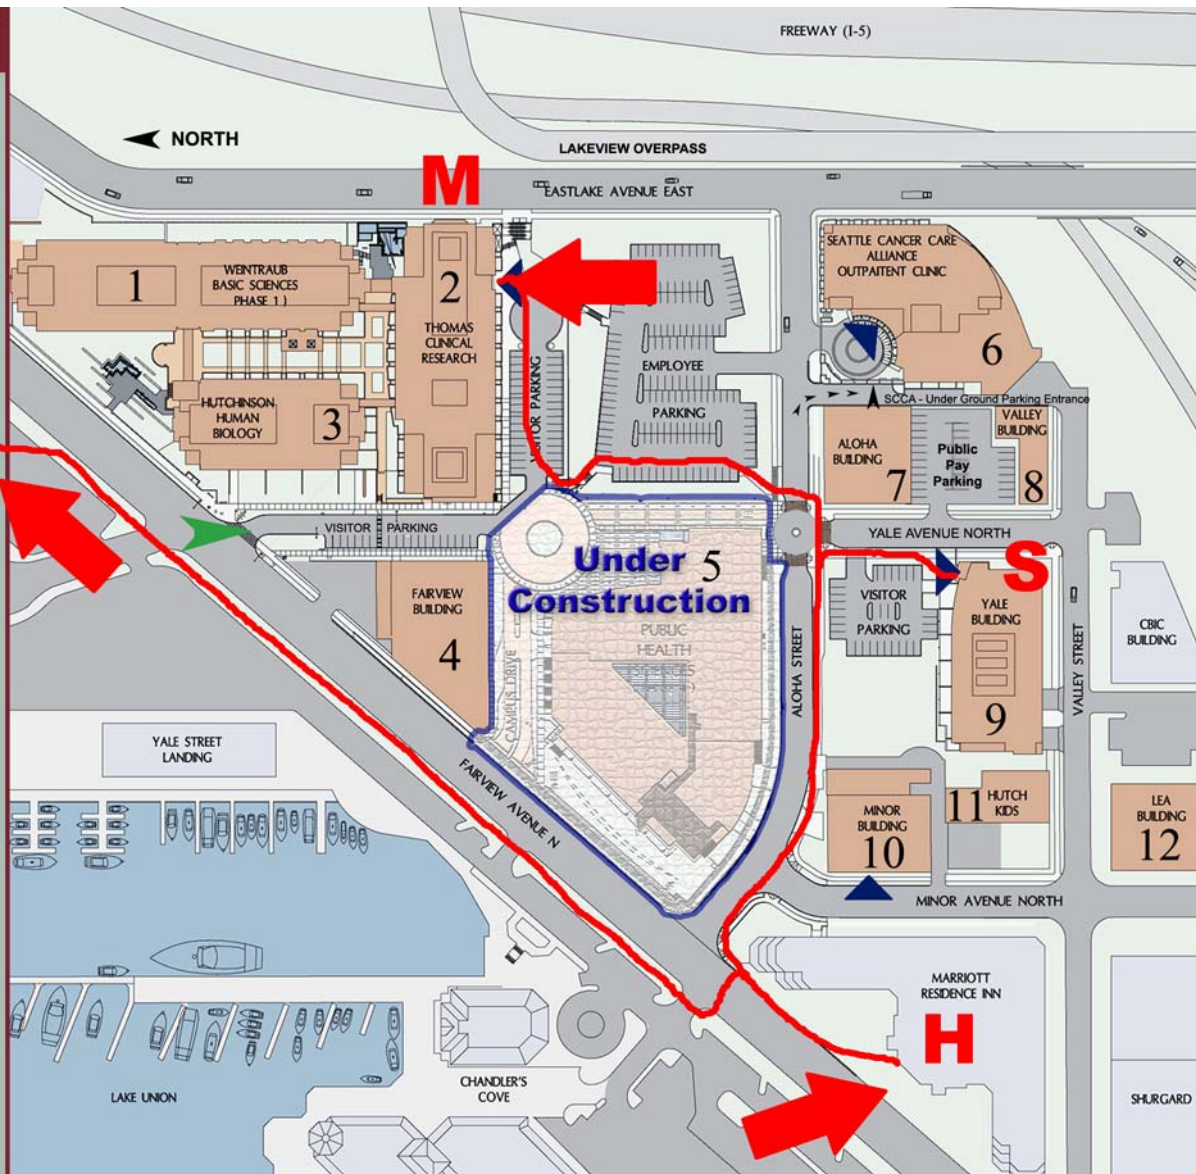 FREEWAY (I-5)
NORTH
LAKEVIEW OVERPASS
M
EASTLAKE AVENUE EAST
1
WEINTRAUB
BASIC SCIENCES
PHASE 1 )
2
THOMAS
CLINICAL
RESEARCH
SEATTLE CANCER CARE
ALLIANCE
OUTPAITENT CLINIC
6
VISITOR PARKING
EMPLOYEE
PARKING
SCCA - Under Ground Parking Entrance
HUTCHINSON
HUMAN
BIOLOGY
3
ALOHA
BUILDING
7
Public
Pay
Parking
VALLEY
BUILDING
8
VISITOR PARKING
YALE AVENUE NORTH
Under
Construction
5
PUBLIC
HEALTH
S
FAIRVIEW
BUILDING
4
VISITOR
PARKING
YALE
BUILDING
9
CBIC
BUILDING
CAMPUS DRIVE
ALOHA STREET
VALLEY STREET
YALE STREET
LANDING
FAIRVIEW AVENUE N
MINOR
BUILDING
10
11
HUTCH
KIDS
LEA
BUILDING
12
MINOR AVENUE NORTH
MARRIOTT
RESIDENCE INN
H
LAKE UNION
CHANDLER'S
COVE
SHURGARD